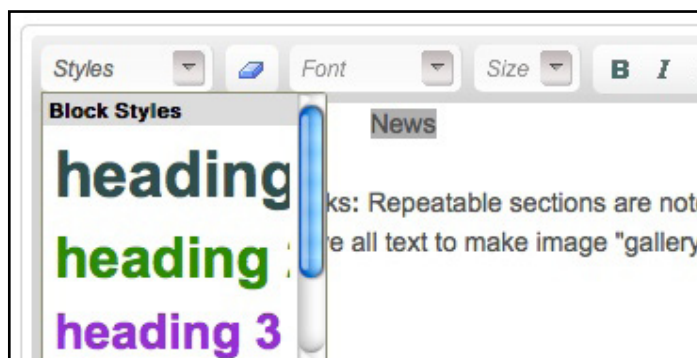 Styles Font Size B I
Block Styles
News
heading
ks: Repeatable sections are not
heading
e all text to make image "gallery
heading 3